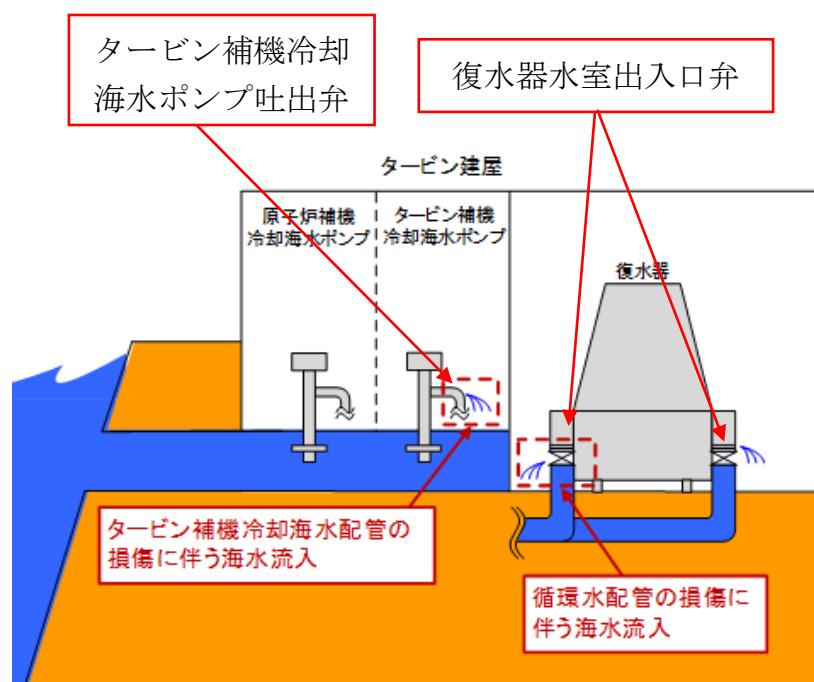 タービン補機冷却
海水ポンプ吐出弁
復水器水室出入口弁
タービン建屋
原子炉補機
冷却海水ポンプ
タービン補機
冷却海水ポンプ
復水器
タービン補機冷却海水配管の
損傷に伴う海水流入
循環水配管の損傷に
伴う海水流入